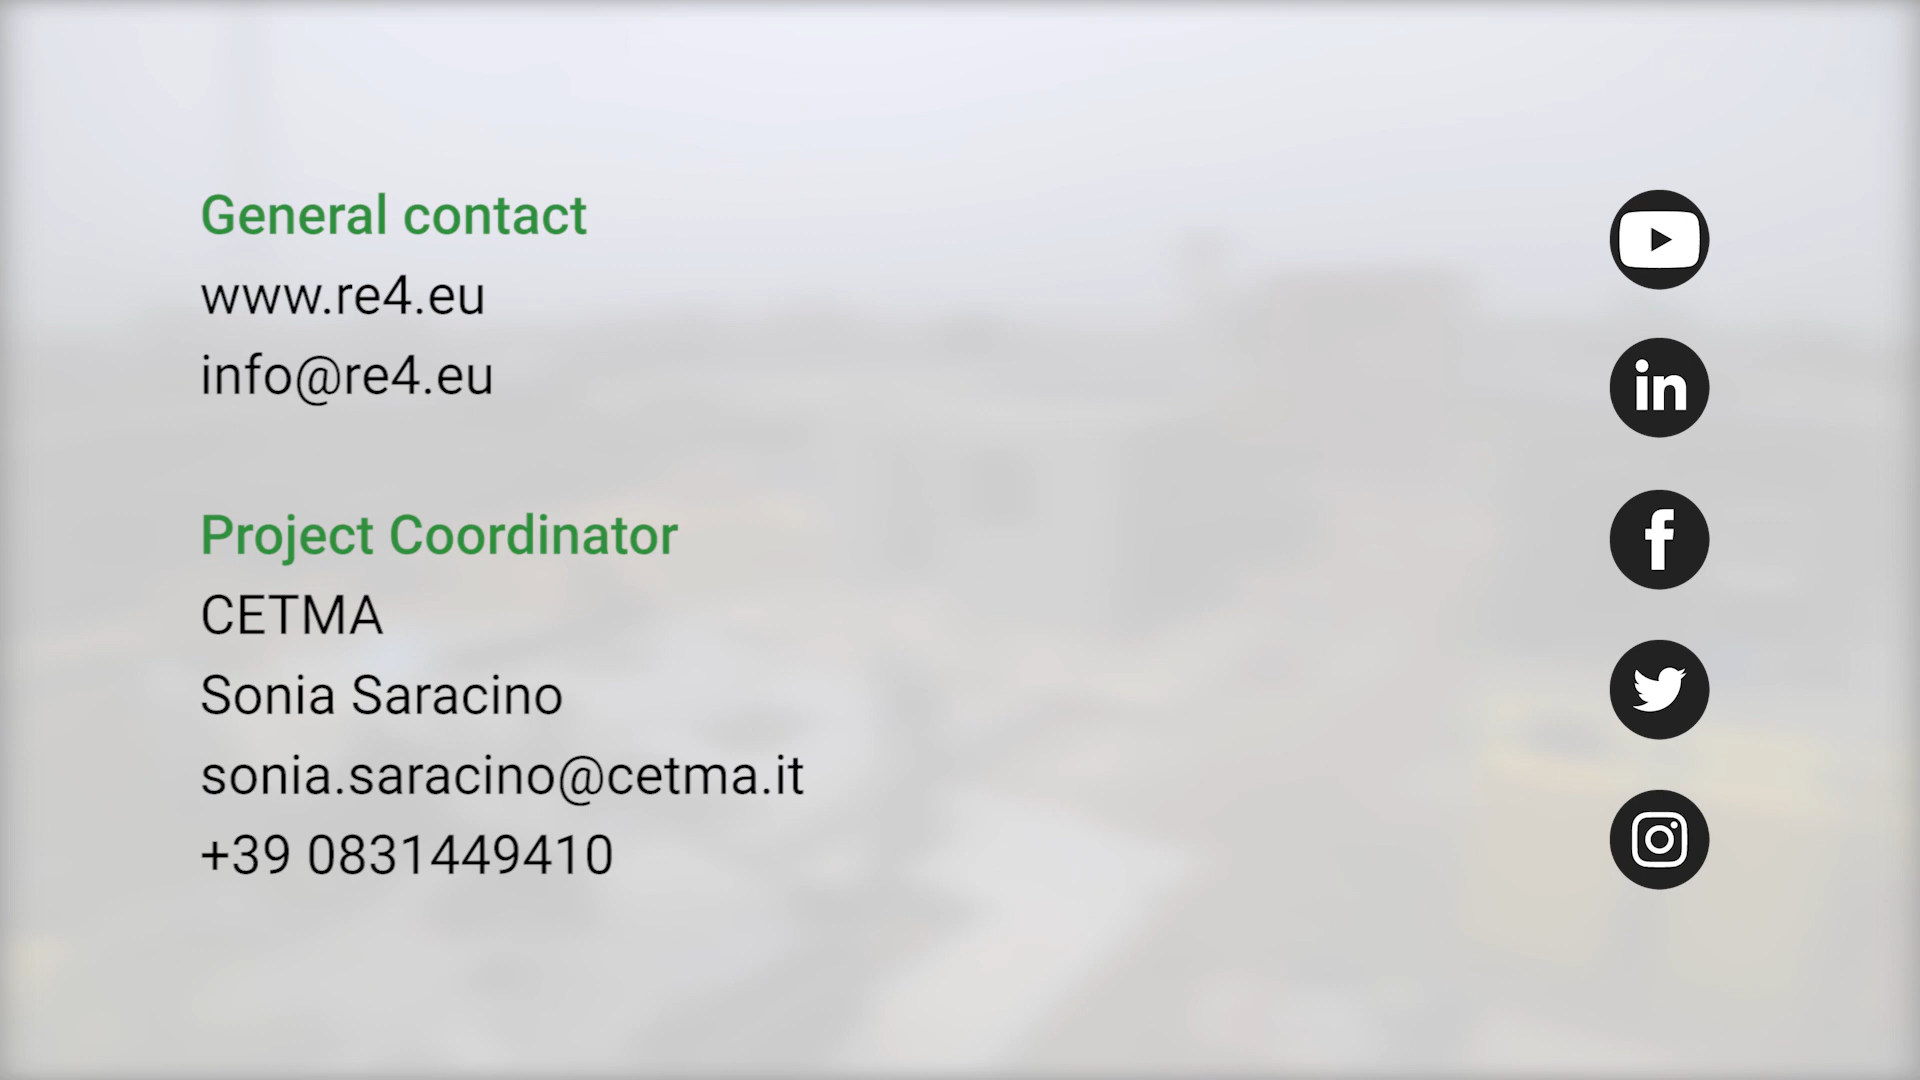 General contact
www.re4.eu
info@re4.eu
Project Coordinator
CETMA
Sonia Saracino
sonia.saracino@cetma.it
+39 0831449410
in
f